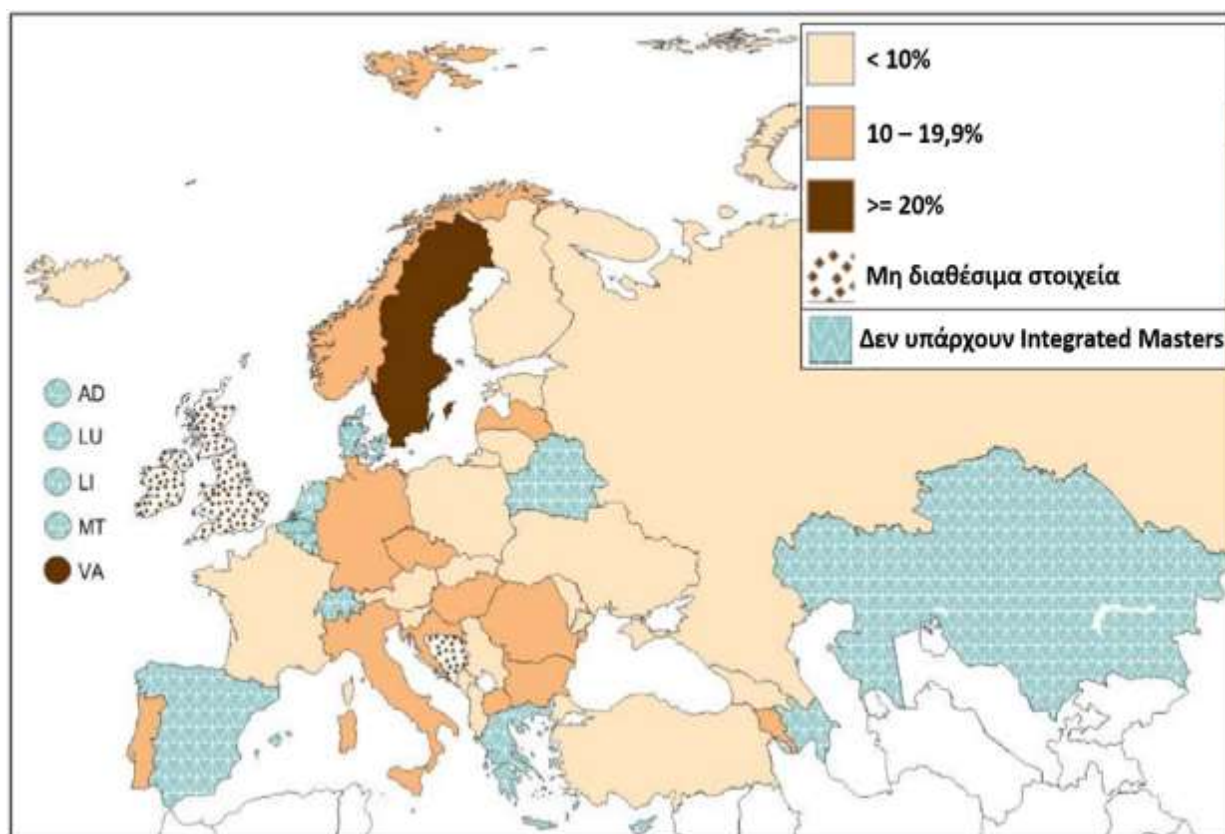 < 10%
10 – 19,9%
>= 20%
Μη διαθέσιμα στοιχεία
Δεν υπάρχουν Integrated Masters
AD
LU
LI
MT
VA